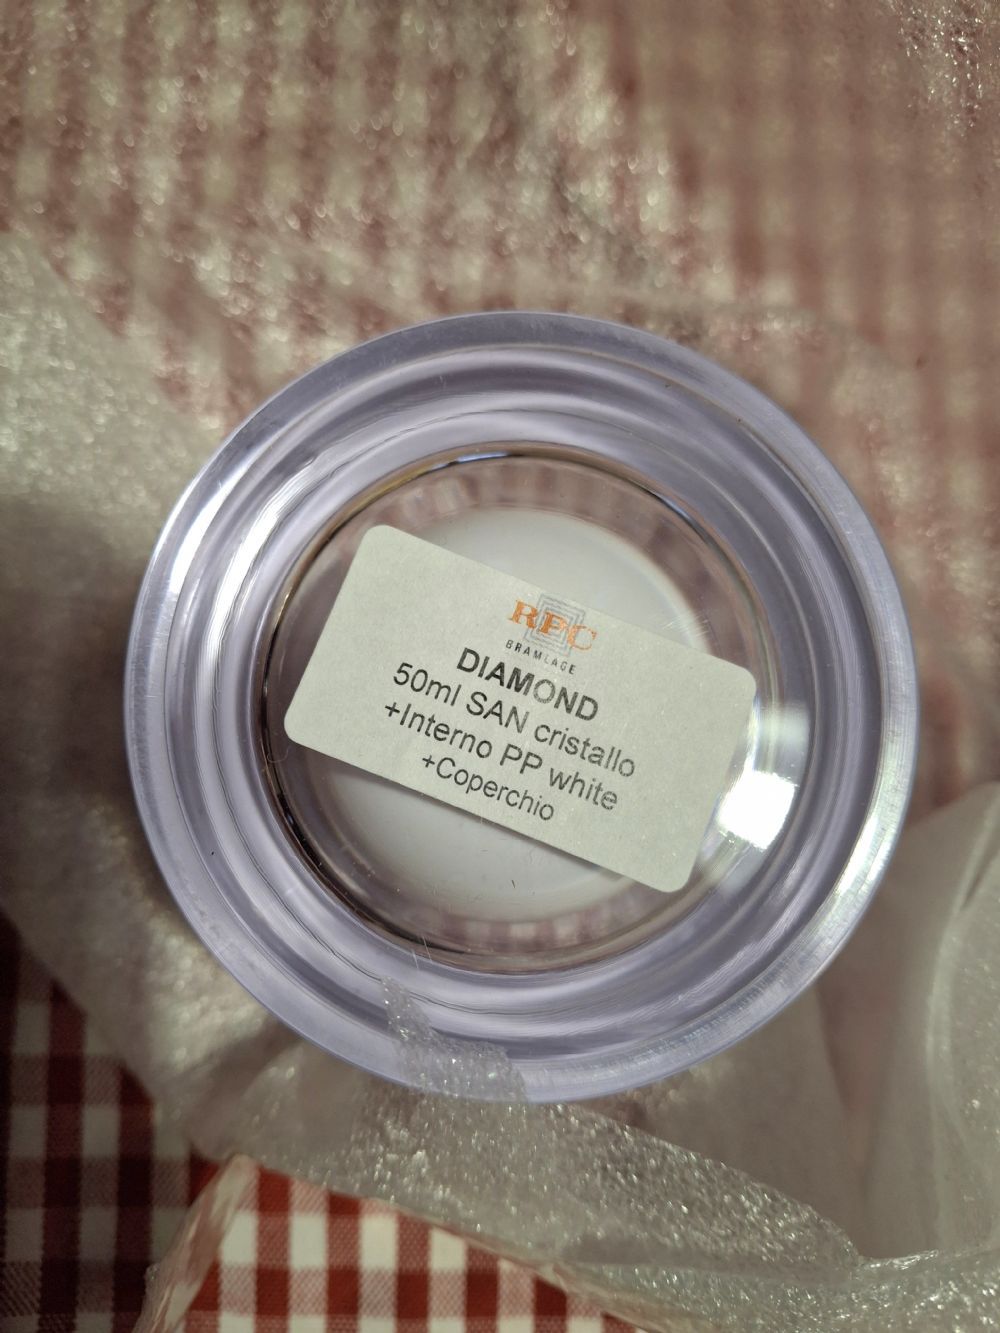 RPC
BRAMLAGE
DIAMOND
50ml SAN cristallo
+Interno PP white
+Coperchio